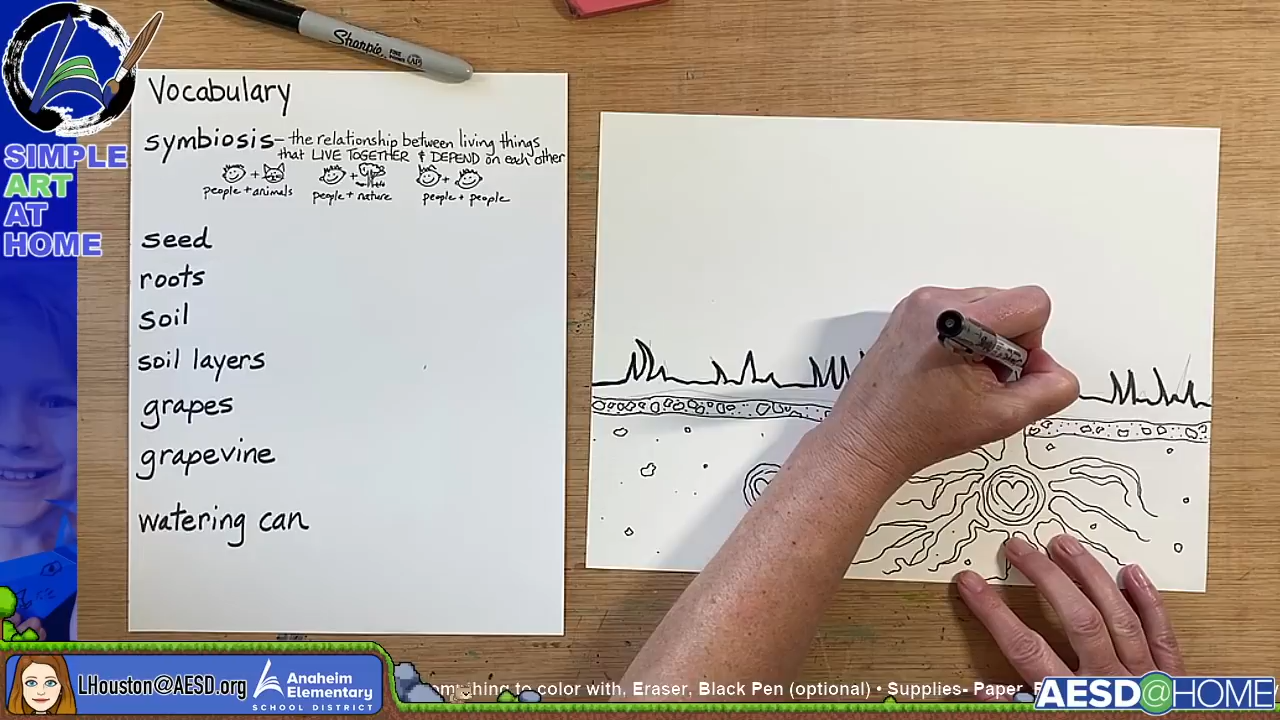 Sharpie
FINE
AP
Vocabulary
symbiosis- the relationship between living things
that LIVE TOGETHER & DEPEND on each other
people + animals
people + nature
people + people
seed
roots
soil
soil layers
grapes
grapevine
watering can
SIMPLE
ART
AT
HOME
LHouston@AESD.org
Anaheim
Elementary
SCHOOL DISTRICT
to color with, Eraser, Black Pen (optional) • Supplies- Paper,
AESD@HOME